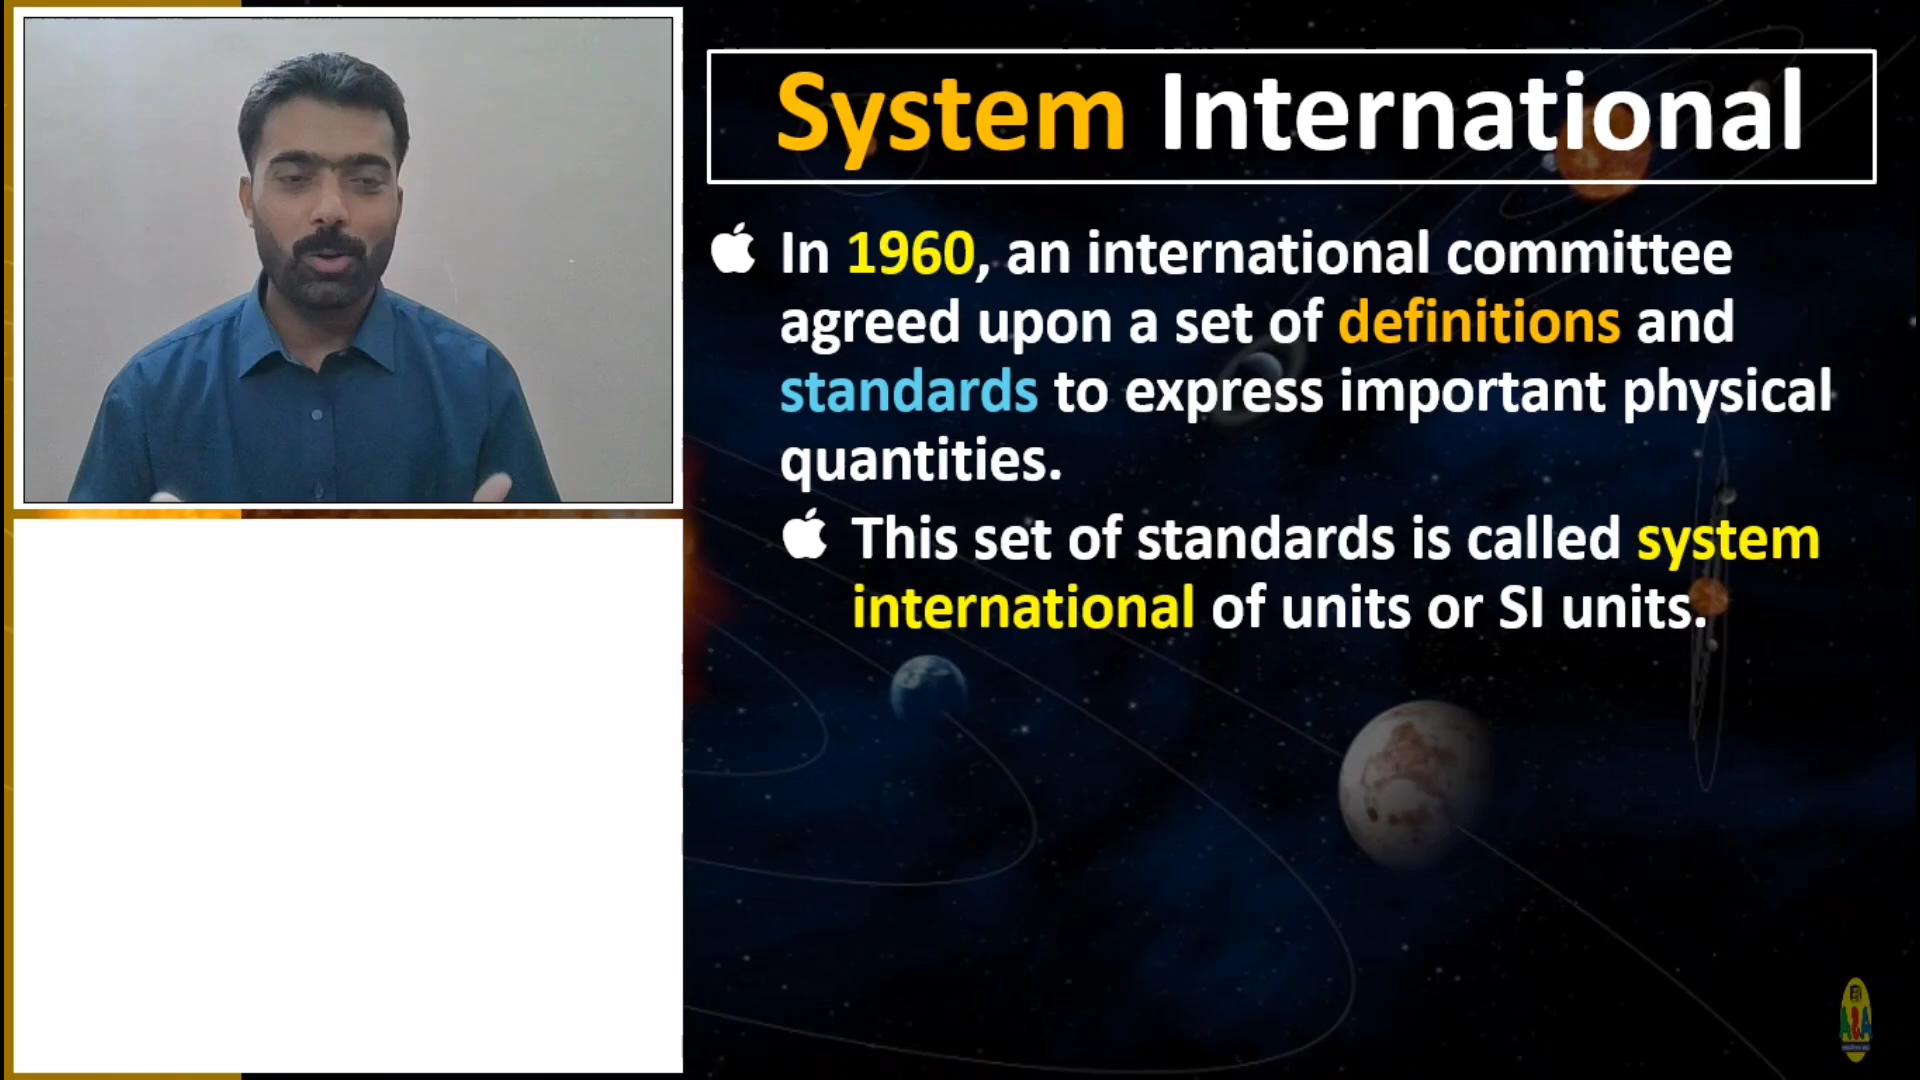 System International
In 1960, an international committee
agreed upon a set of definitions and
standards to express important physical
quantities.
This set of standards is called system
international of units or SI units.
A&A